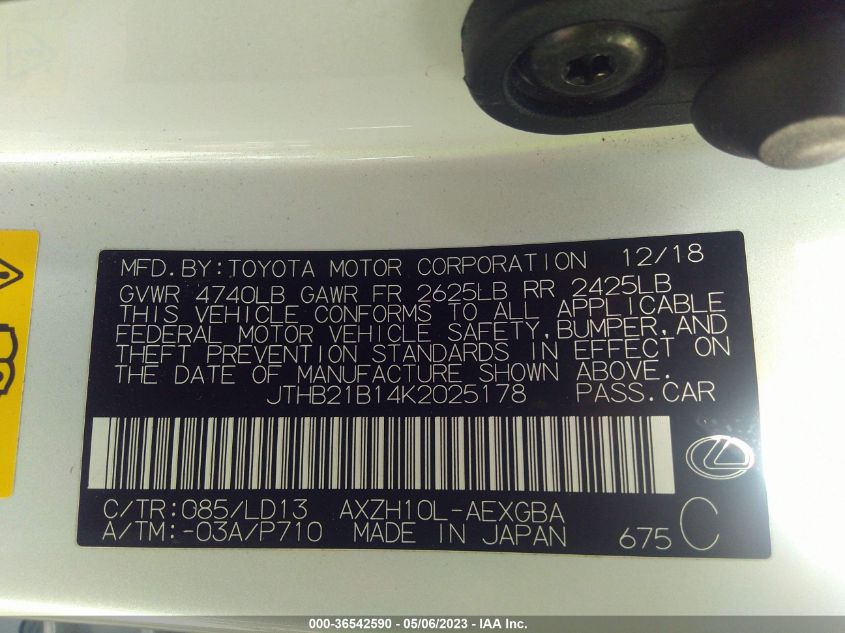 MFD.BY:TOYOTA MOTOR CORPORATION 12/18
GVWR 4740LB GAWR FR 2625LB RR 2425LB
THIS VEHICLE CONFORMS TO ALL APPLICABLE
FEDERAL MOTOR VEHICLE SAFETY,BUMPER,AND
THEFT PREVENTION STANDARDS IN EFFECT ON
THE DATE OF MANUFACTURE SHOWN ABOVE.
JTHB21B14K2025178 PASS.CAR
C/TR:085/LD13 AXZH10L-AEXGBA
A/TM:-03A/P710 MADE IN JAPAN 675 C
000-36542590 - 05/06/2023 - IAA Inc.